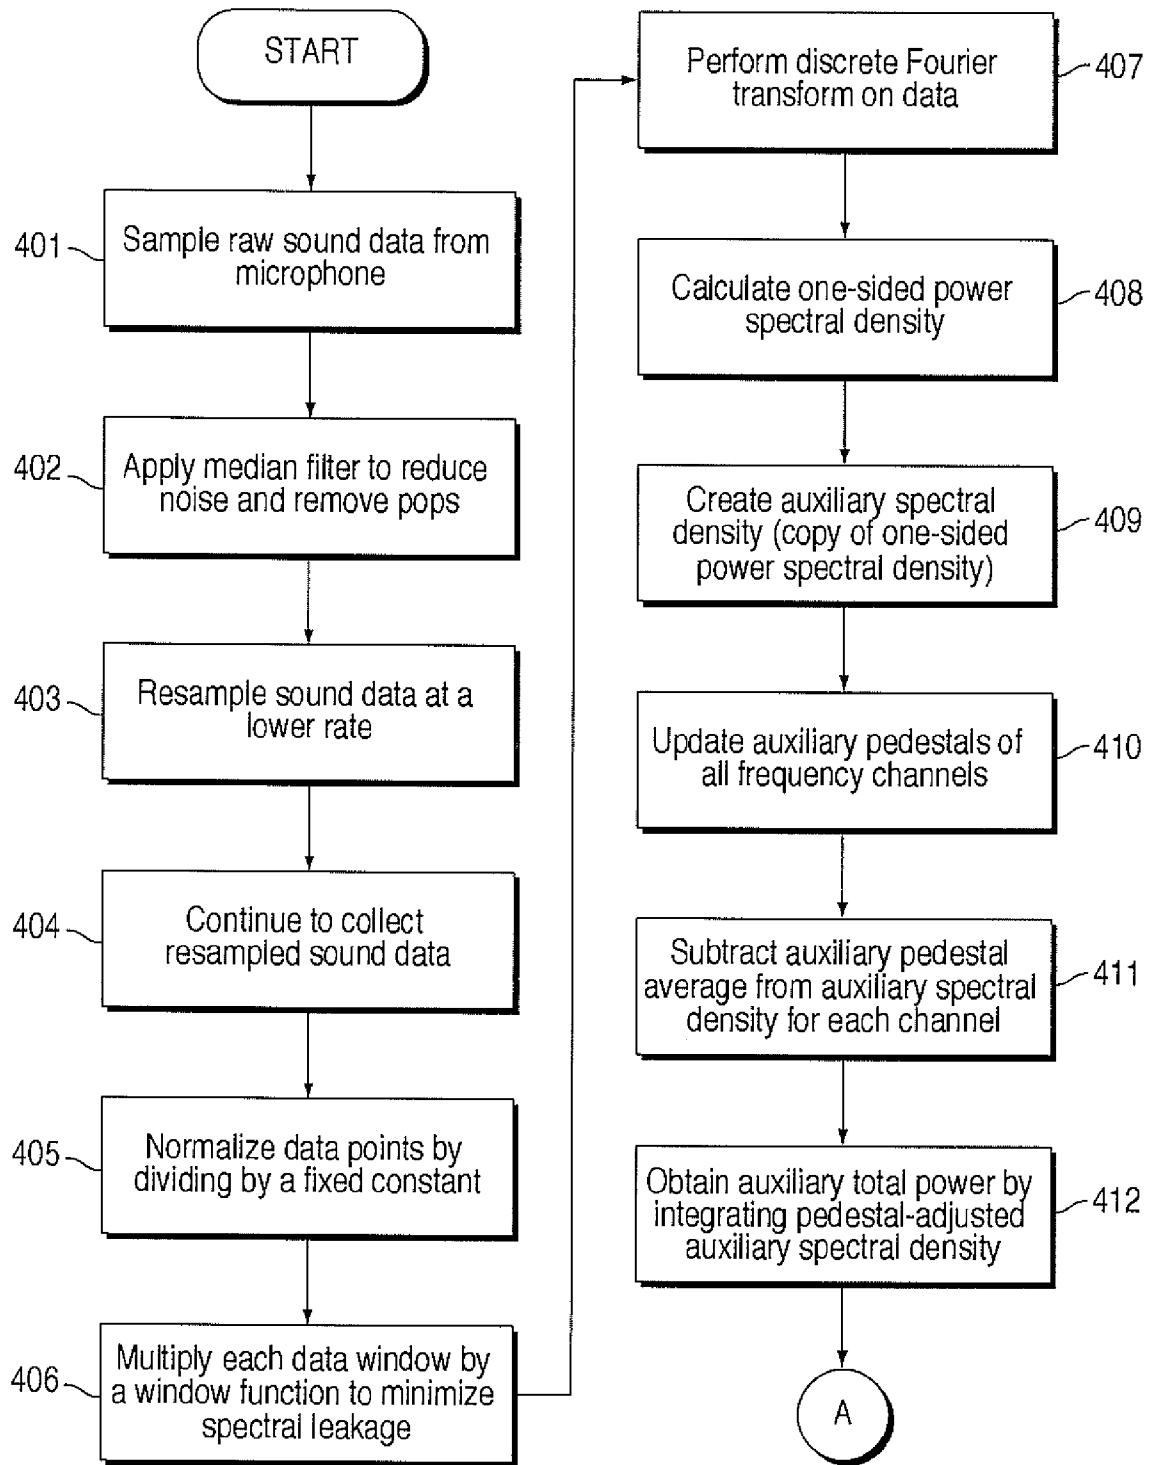 START
401
Sample raw sound data from
microphone
402
Apply median filter to reduce
noise and remove pops
403
Resample sound data at a
lower rate
404
Continue to collect
resampled sound data
405
Normalize data points by
dividing by a fixed constant
406
Multiply each data window by
a window function to minimize
spectral leakage
Perform discrete Fourier
transform on data
407
Calculate one-sided power
spectral density
408
Create auxiliary spectral
density (copy of one-sided
power spectral density)
409
Update auxiliary pedestals of
all frequency channels
410
Subtract auxiliary pedestal
average from auxiliary spectral
density for each channel
411
Obtain auxiliary total power by
integrating pedestal-adjusted
auxiliary spectral density
412
A